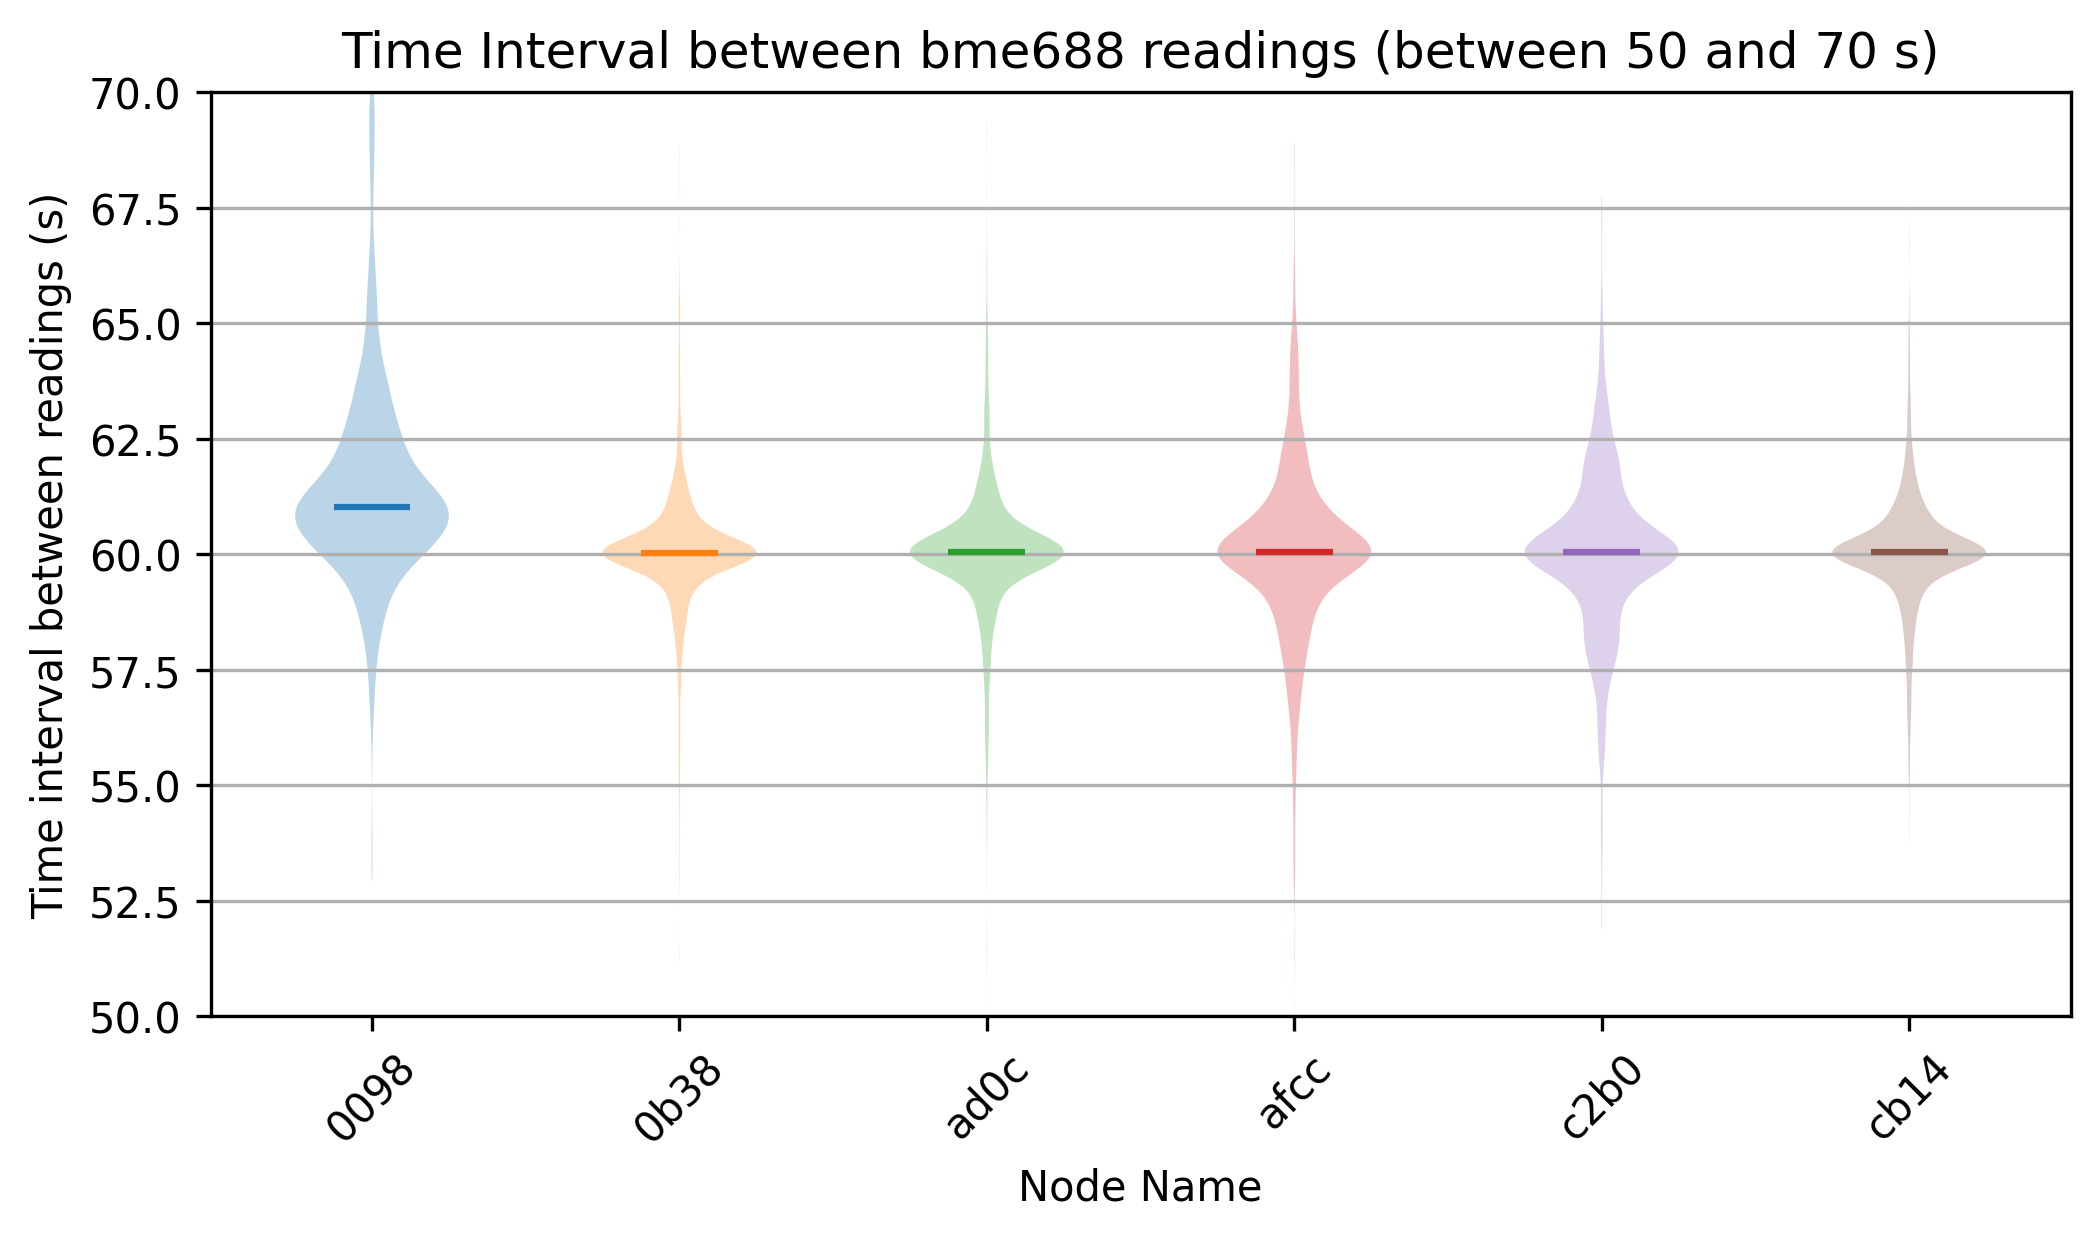 Time Interval between bme688 readings (between 50 and 70 s)
Time interval between readings (s)
70.0
67.5
65.0
62.5
60.0
57.5
55.0
52.5
50.0
0098
0b38
ad0c
afcc
c2b0
cb14
Node Name